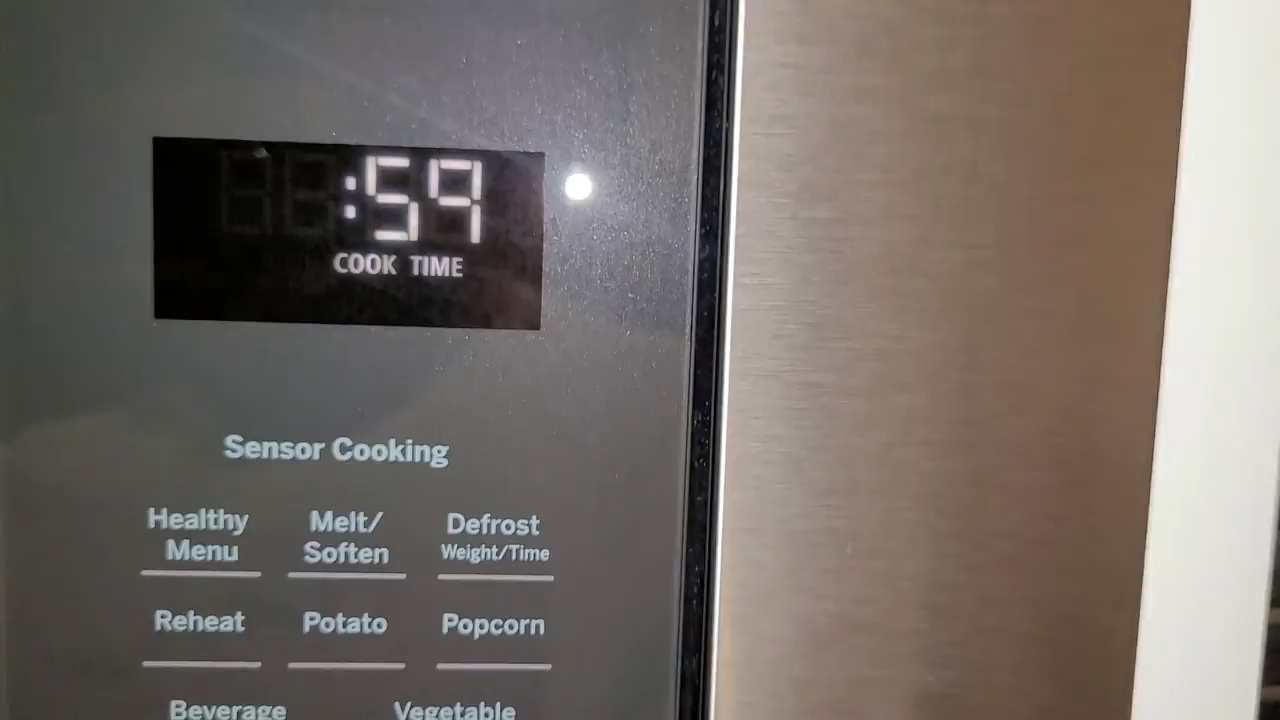 :59
COOK TIME
Sensor Cooking
Healthy Menu
Melt/ Soften
Defrost Weight/Time
Reheat
Potato
Popcorn
Beverage
Vegetable